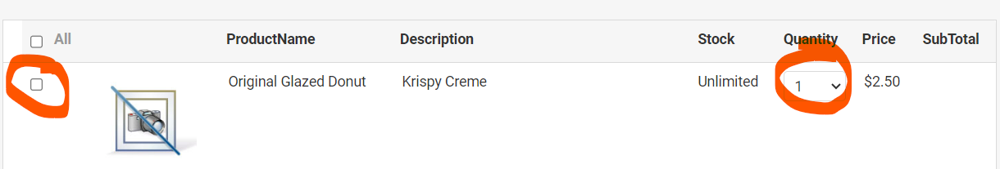 All ProductName Description Stock Quantity Price SubTotal
Original Glazed Donut Krispy Creme Unlimited 1 $2.50